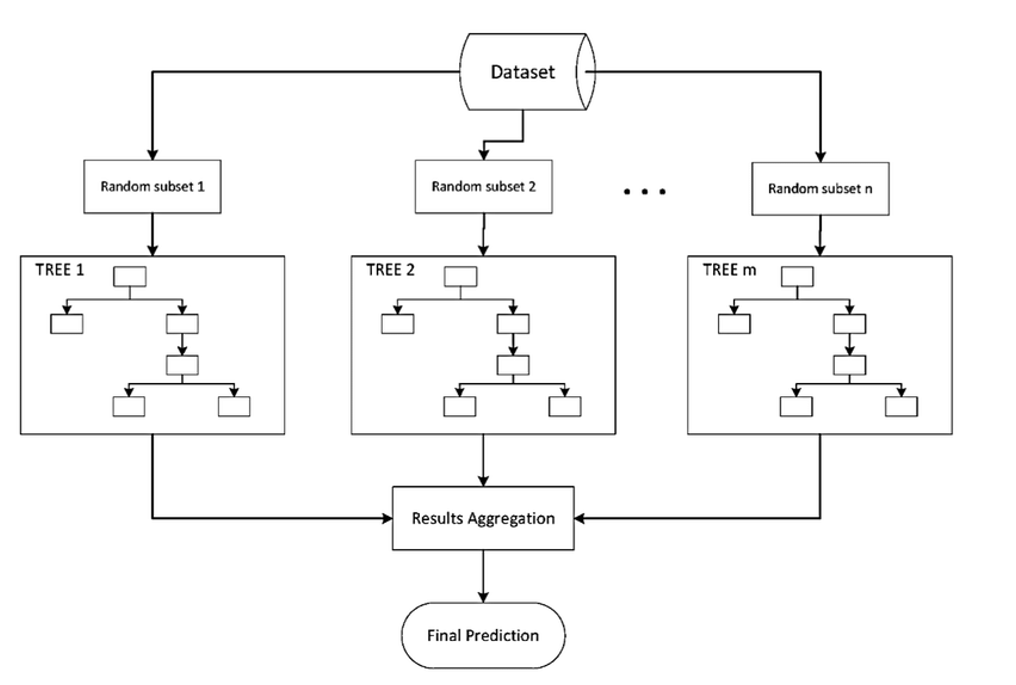 Dataset
Random subset 1
Random subset 2
. . .
Random subset n
TREE 1
TREE 2
TREE m
Results Aggregation
Final Prediction